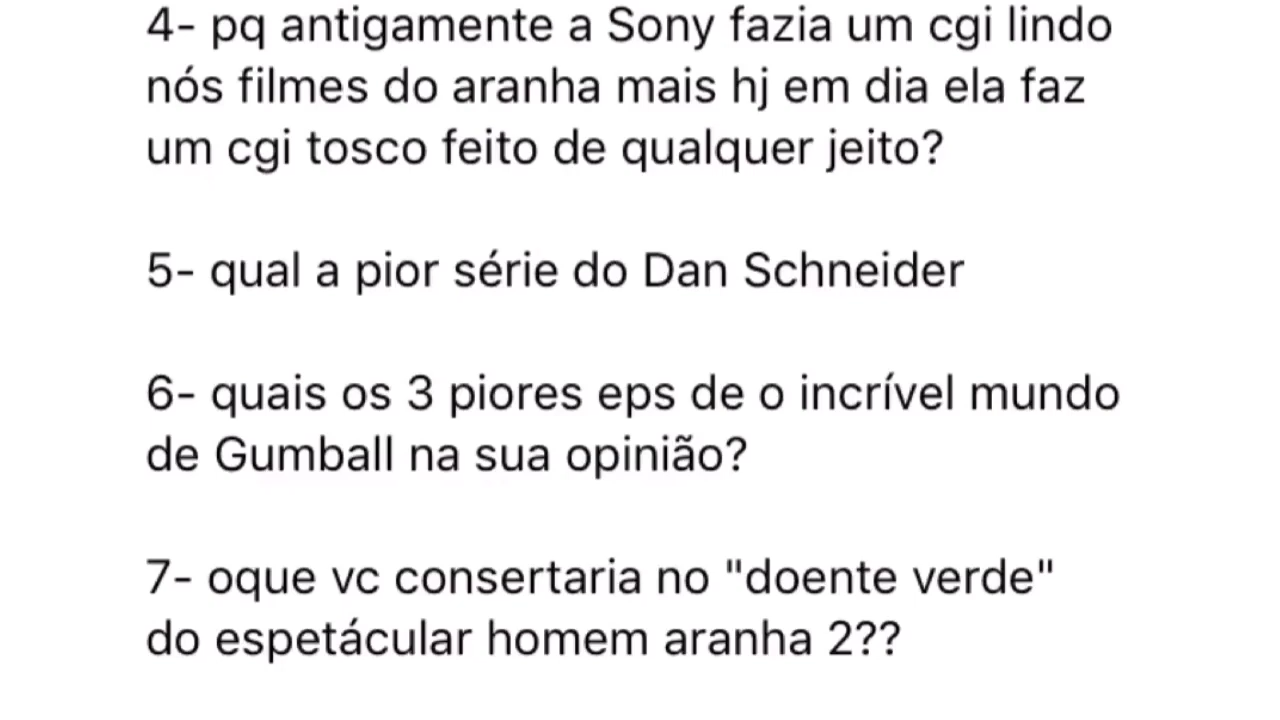 4- pq antigamente a Sony fazia um cgi lindo
nós filmes do aranha mais hj em dia ela faz
um cgi tosco feito de qualquer jeito?
5- qual a pior série do Dan Schneider
6- quais os 3 piores eps de o incrível mundo
de Gumball na sua opinião?
7- oque vc consertaria no "doente verde"
do espetácular homem aranha 2??